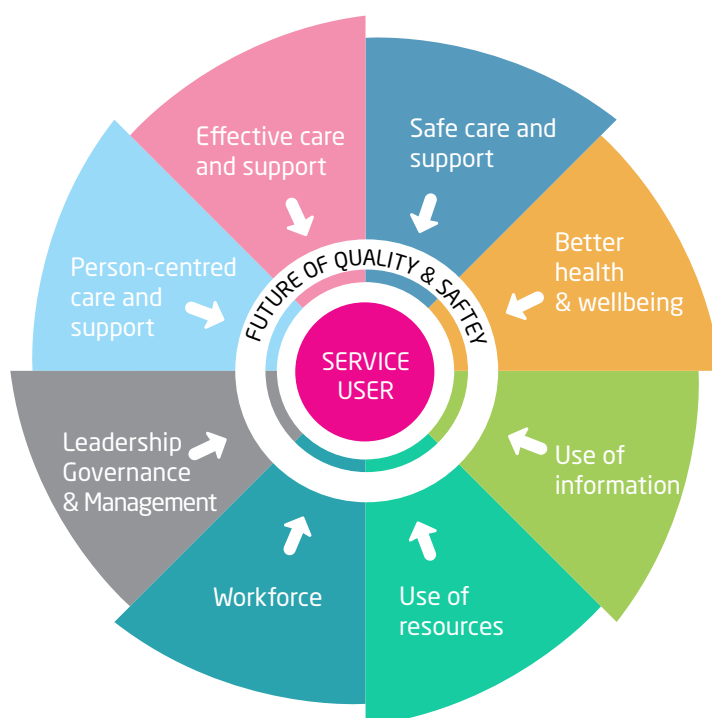 Effective care
and support
Safe care and
support
Person-centred
care and
support
Better
health
& wellbeing
FUTURE OF QUALITY & SAFTEY
SERVICE
USER
Leadership
Governance
& Management
Use of
information
Workforce
Use of
resources